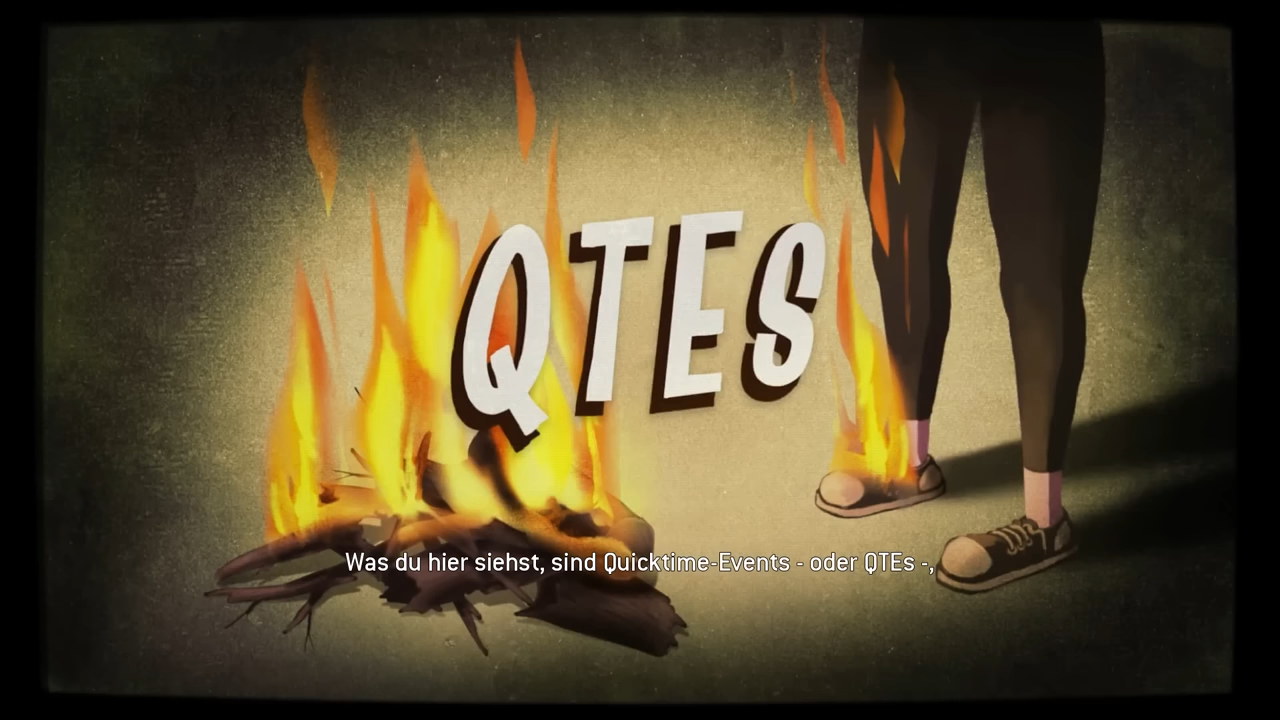 QTES
Was du hier siehst, sind Quicktime-Events - oder QTEs -,